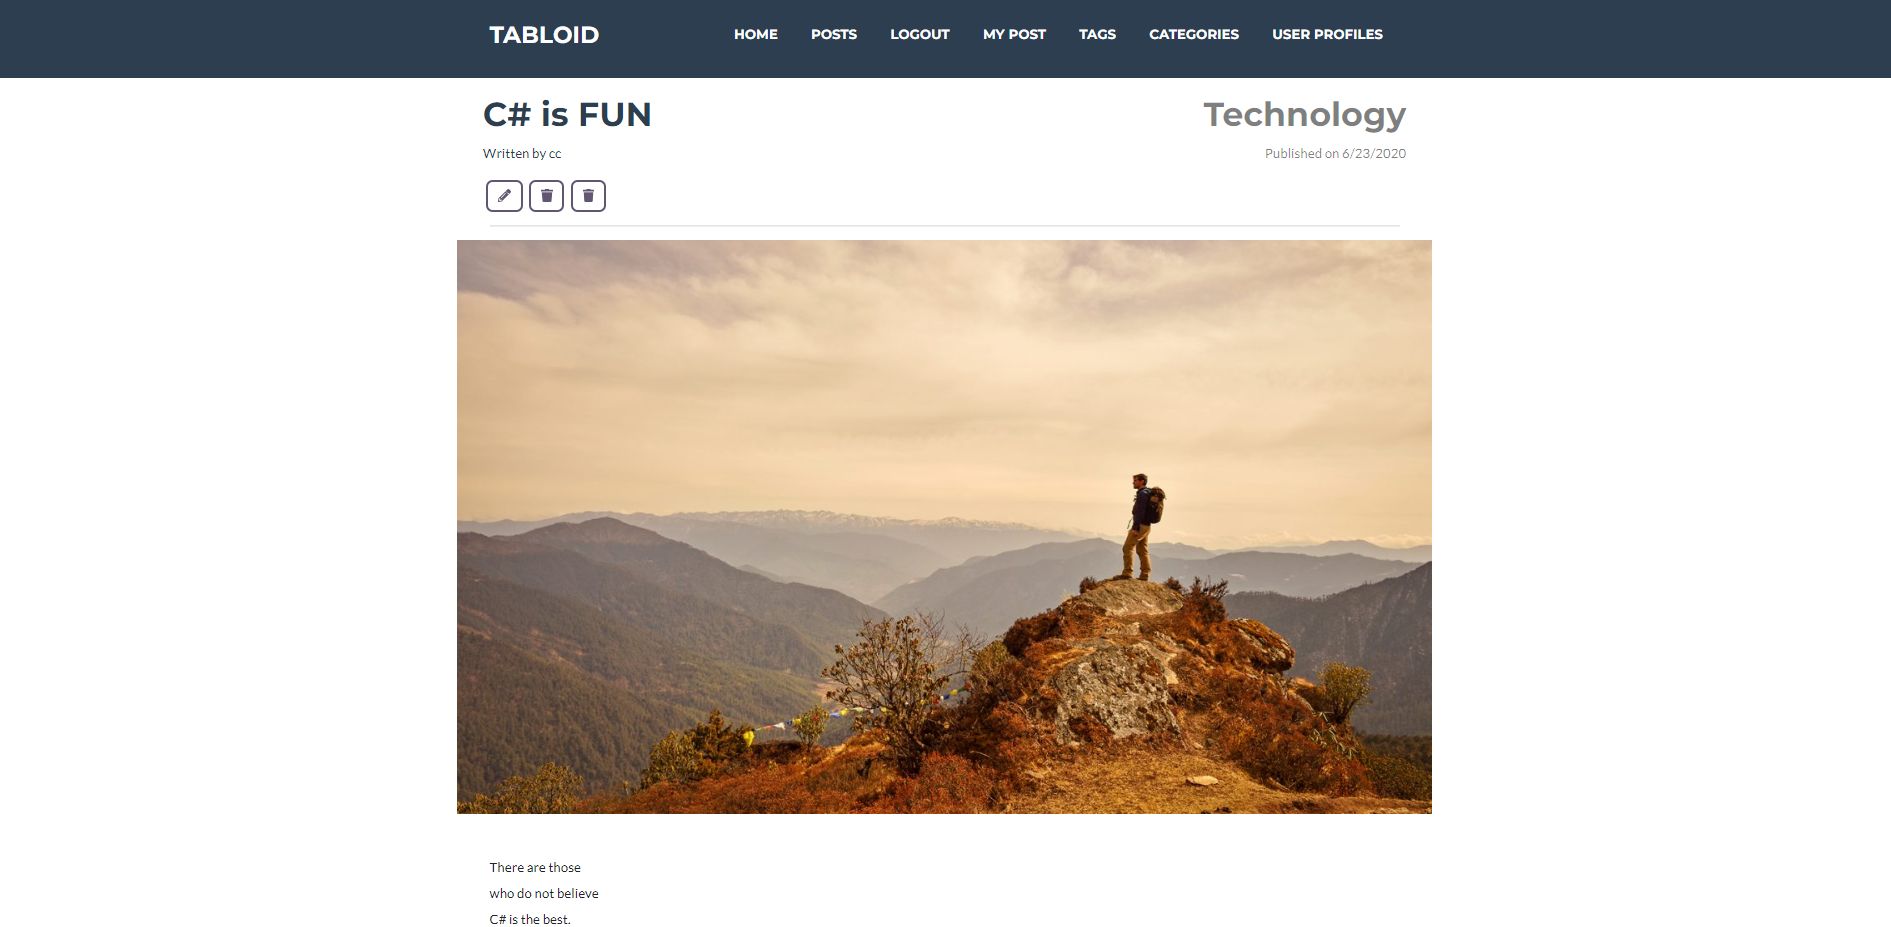 TABLOID HOME POSTS LOGOUT MY POST TAGS CATEGORIES USER PROFILES
C# is FUN Technology
Written by cc Published on 6/23/2020
There are those
who do not believe
C# is the best.